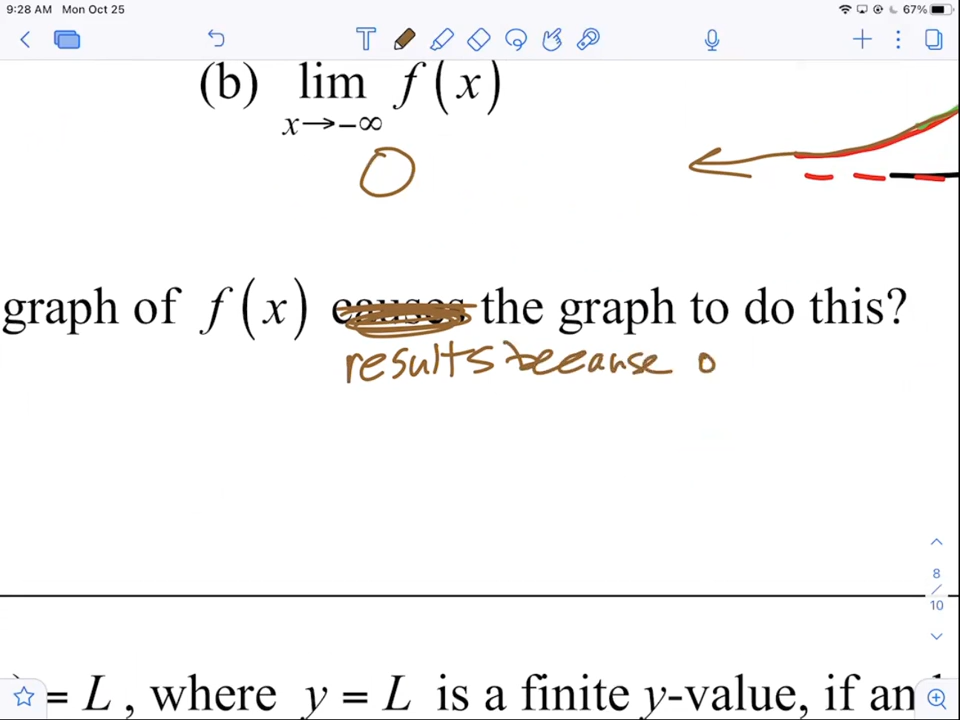 9:28 AM Mon Oct 25 67%
(b) lim f(x)
x→−∞
0
graph of f(x) causes the graph to do this?
results because o
8
/
10
= L, where y = L is a finite y-value, if an